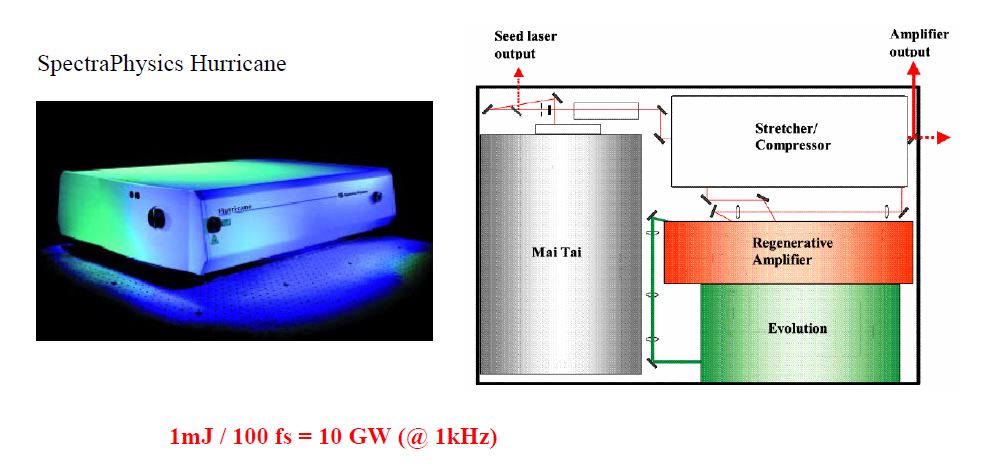 SpectraPhysics Hurricane
Hurricane
Seed laser
output
Amplifier
output
Stretcher/
Compressor
Mai Tai
Regenerative
Amplifier
Evolution
1mJ / 100 fs = 10 GW (@ 1kHz)